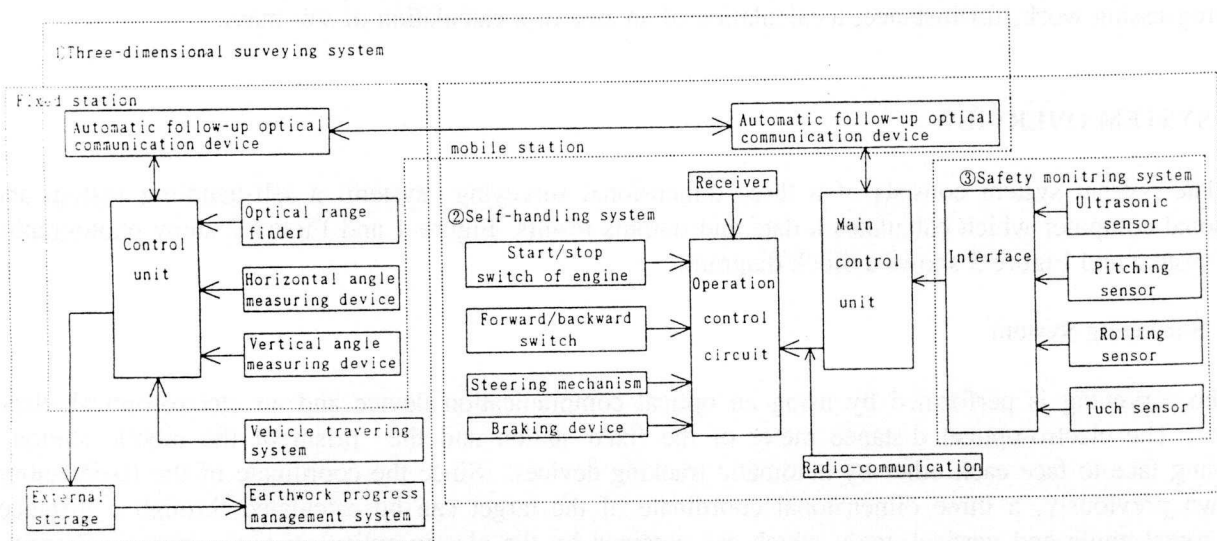 ①Three-dimensional surveying system
Fixed station
Automatic follow-up optical
communication device
Control
unit
Optical range
finder
Horizontal angle
measuring device
Vertical angle
measuring device
Vehicle travering
system
External
storage
Earthwork progress
management system
mobile station
Automatic follow-up optical
communication device
Receiver
②Self-handling system
Start/stop
switch of engine
Forward/backward
switch
Steering mechanism
Braking device
Operation
control
circuit
Main
control
unit
Radio-communication
③Safety monitring system
Interface
Ultrasonic
sensor
Pitching
sensor
Rolling
sensor
Tuch sensor